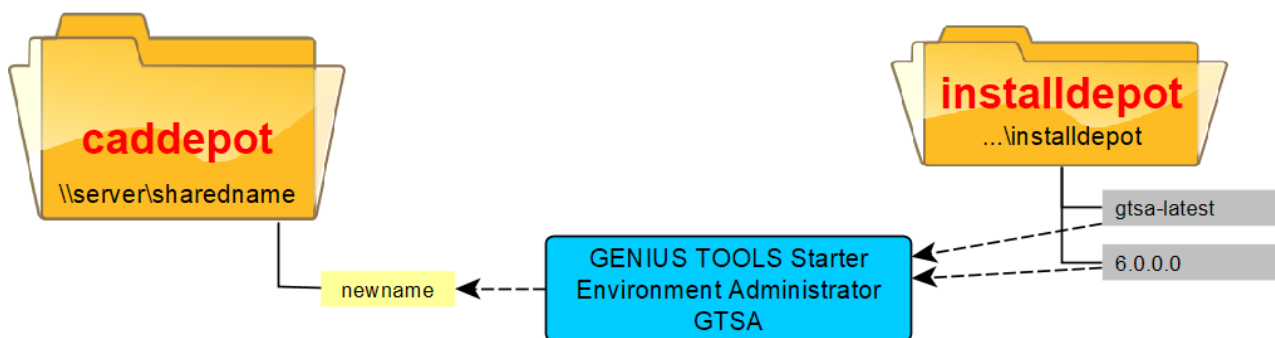 caddepot
\\server\sharedname
newname
GENIUS TOOLS Starter
Environment Administrator
GTSA
installdepot
...\installdepot
gtsa-latest
6.0.0.0